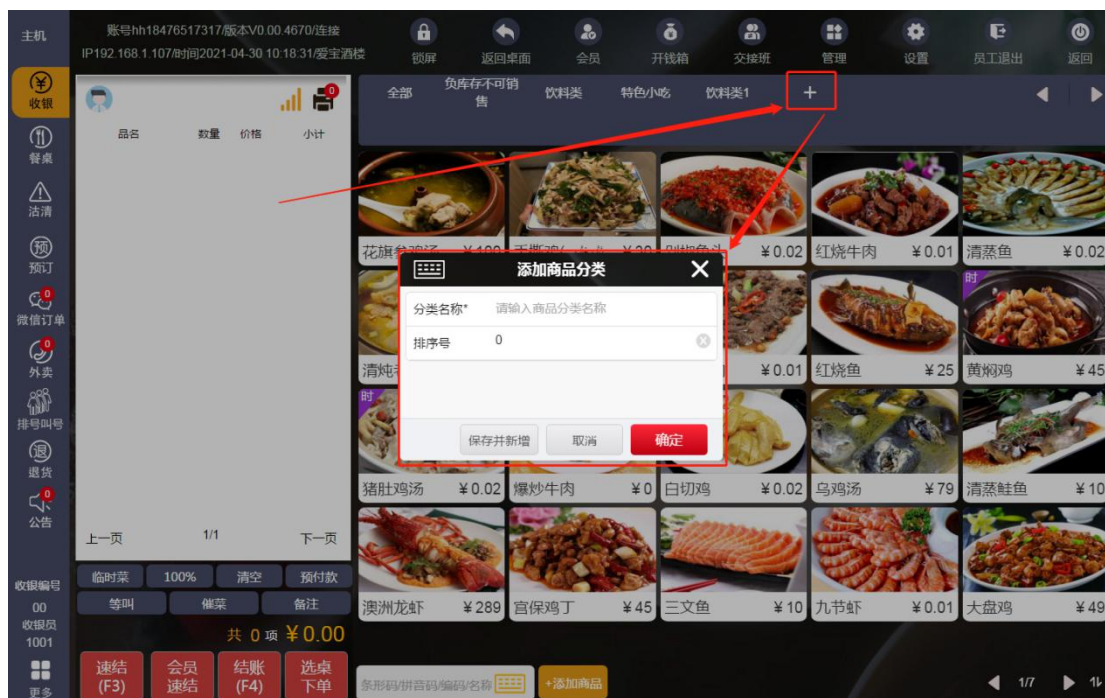 主机
账号hh18476517317/版本V0.00.4670/连接
IP192.168.1.107/时间2021-04-30 10:18:31/爱宝酒楼
锁屏
返回桌面
会员
开钱箱
交接班
管理
设置
员工退出
返回
收银
餐桌
沽清
预
预订
0
微信订单
0
外卖
排号叫号
退
退货
0
公告
收银编号
00
收银员
1001
更多
0
品名 数量 价格 小计
上一页 1/1 下一页
临时菜 100% 清空 预付款
等叫 催菜 备注
共 0 项 ¥0.00
速结
(F3)
会员
速结
结账
(F4)
选桌
下单
全部
负库存不可销
售
饮料类
特色小吃
饮料类1
+
¥0.02
红烧牛肉 ¥0.01
清蒸鱼 ¥0.02
添加商品分类
分类名称* 请输入商品分类名称
排序号 0
保存并新增 取消 确定
¥0.01
红烧鱼 ¥25
时
黄焖鸡 ¥45
时
猪肚鸡汤 ¥0.02
爆炒牛肉 ¥0
白切鸡 ¥0.02
乌鸡汤 ¥79
清蒸鲑鱼 ¥10
澳洲龙虾 ¥289
宫保鸡丁 ¥45
三文鱼 ¥10
九节虾 ¥0.01
大盘鸡 ¥49
条形码/拼音码/编码/名称
+添加商品
1/7